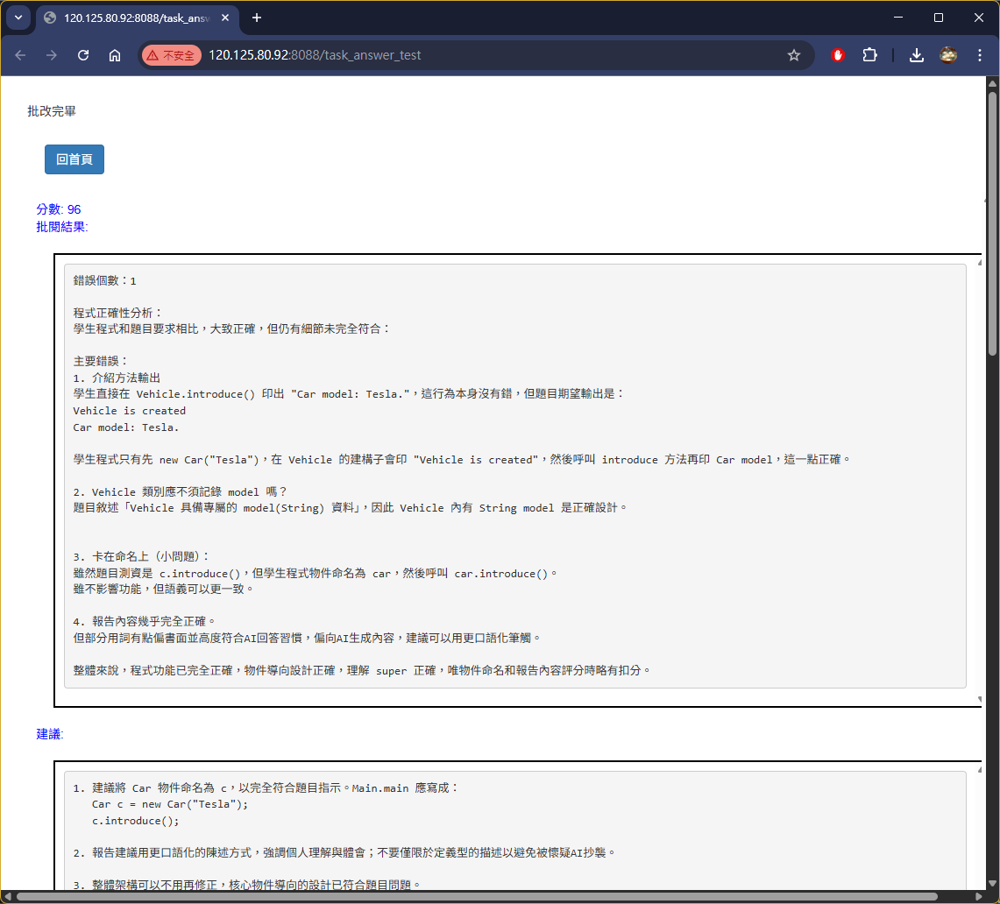 120.125.80.92:8088/task_answ
不安全
120.125.80.92:8088/task_answer_test
批改完畢
回首頁
分數: 96
批閱結果:
錯誤個數：1
程式正確性分析：
學生程式和題目要求相比，大致正確，但仍有細節未完全符合：
主要錯誤：
1. 介紹方法輸出
學生直接在 Vehicle.introduce() 印出 "Car model: Tesla."，這行為本身沒有錯，但題目期望輸出是：
Vehicle is created
Car model: Tesla.
學生程式只有先 new Car("Tesla")，在 Vehicle 的建構子會印 "Vehicle is created"，然後呼叫 introduce 方法再印 Car model，這一點正確。
2. Vehicle 類別應不須記錄 model 嗎？
題目敘述「Vehicle 具備專屬的 model(String) 資料」，因此 Vehicle 內有 String model 是正確設計。
3. 卡在命名上（小問題）：
雖然題目測資是 c.introduce()，但學生程式物件命名為 car，然後呼叫 car.introduce()。
雖不影響功能，但語義可以更一致。
4. 報告內容幾乎完全正確。
但部分用詞有點偏書面並高度符合AI回答習慣，偏向AI生成內容，建議可以用更口語化筆觸。
整體來說，程式功能已完全正確，物件導向設計正確，理解 super 正確，唯物件命名和報告內容評分時略有扣分。
建議:
1. 建議將 Car 物件命名為 c，以完全符合題目指示。Main.main 應寫成：
Car c = new Car("Tesla");
c.introduce();
2. 報告建議用更口語化的陳述方式，強調個人理解與體會；不要僅限於定義型的描述以避免被懷疑AI抄襲。
3. 整體架構可以不用再修正，核心物件導向的設計已符合題目問題。